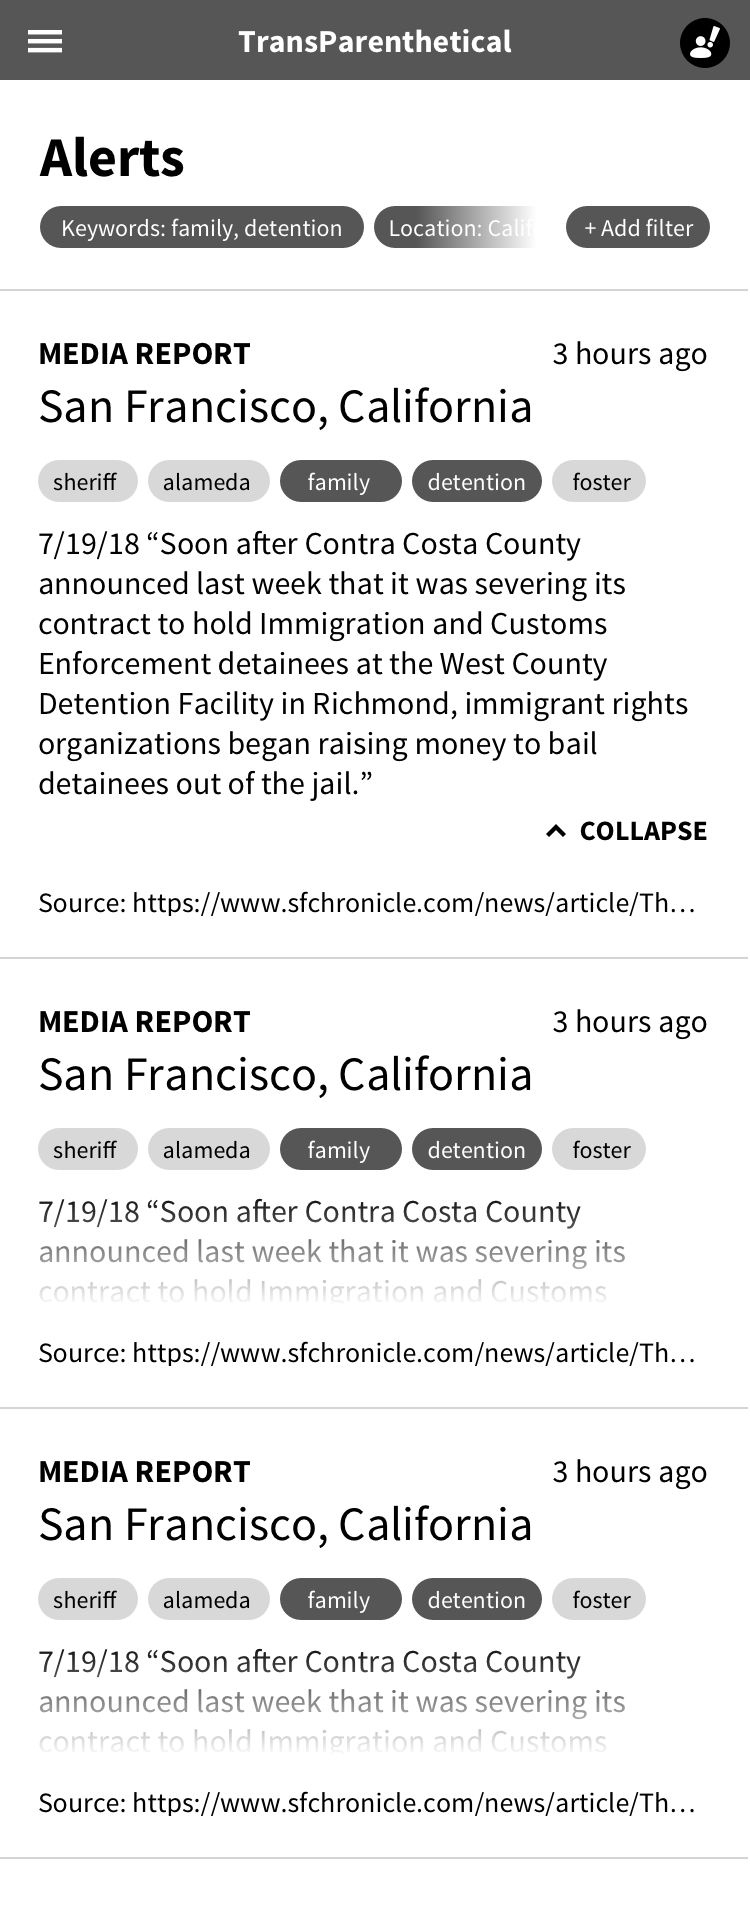 TransParenthetical
Alerts
Keywords: family, detention Location: Calif + Add filter
MEDIA REPORT 3 hours ago
San Francisco, California
sheriff alameda family detention foster
7/19/18 “Soon after Contra Costa County
announced last week that it was severing its
contract to hold Immigration and Customs
Enforcement detainees at the West County
Detention Facility in Richmond, immigrant rights
organizations began raising money to bail
detainees out of the jail.”
COLLAPSE
Source: https://www.sfchronicle.com/news/article/Th…
MEDIA REPORT 3 hours ago
San Francisco, California
sheriff alameda family detention foster
7/19/18 “Soon after Contra Costa County
announced last week that it was severing its
contract to hold Immigration and Customs
Source: https://www.sfchronicle.com/news/article/Th…
MEDIA REPORT 3 hours ago
San Francisco, California
sheriff alameda family detention foster
7/19/18 “Soon after Contra Costa County
announced last week that it was severing its
contract to hold Immigration and Customs
Source: https://www.sfchronicle.com/news/article/Th…